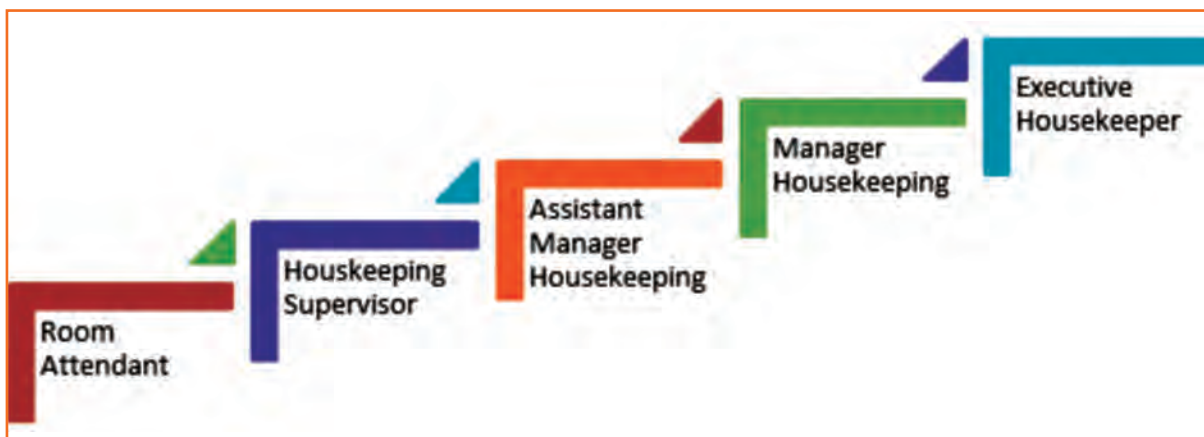 Room
Attendant
Houskeeping
Supervisor
Assistant
Manager
Housekeeping
Manager
Housekeeping
Executive
Housekeeper